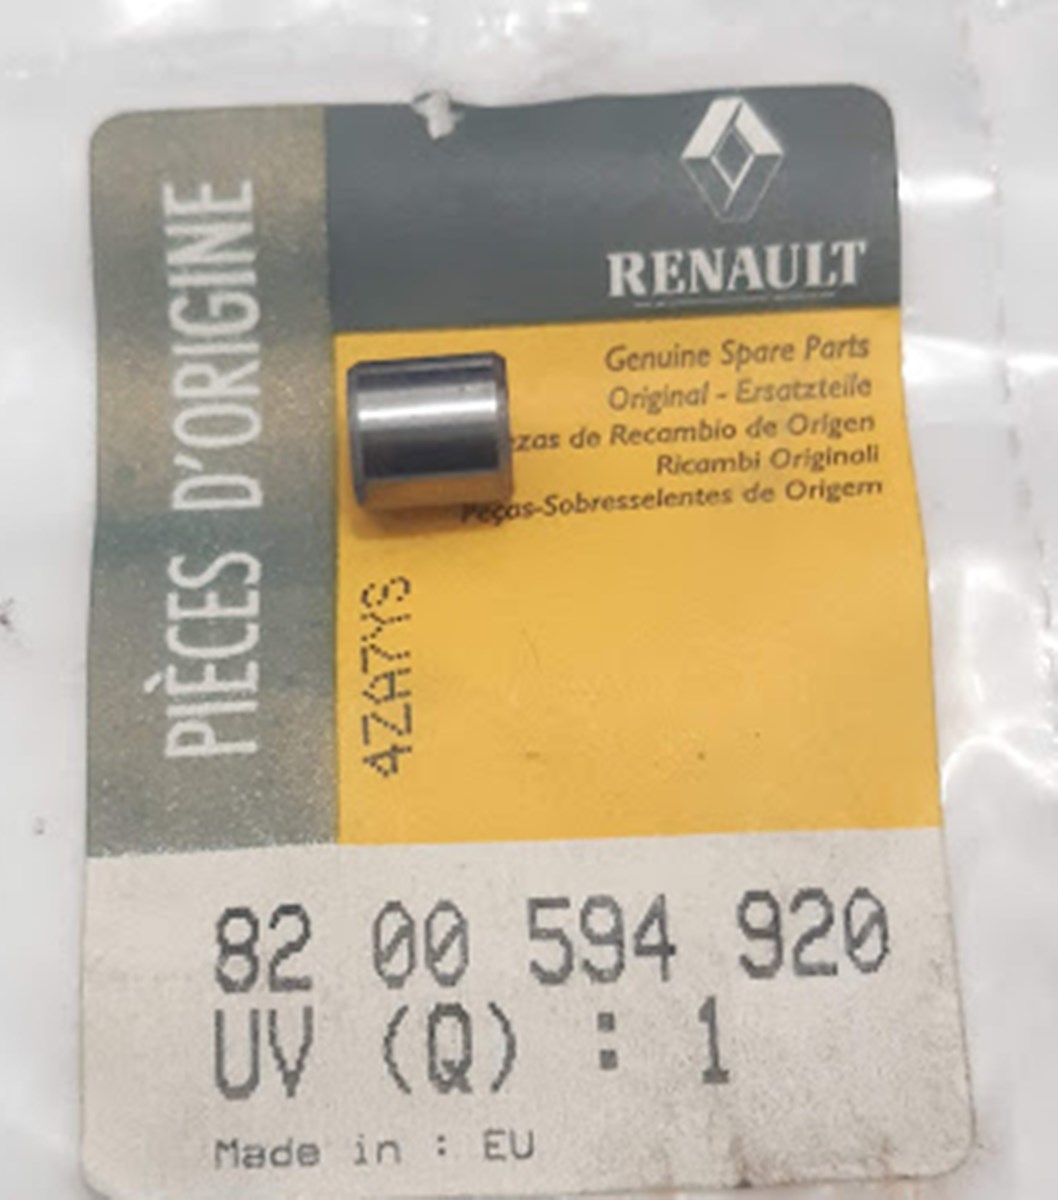 PIÈCES D'ORIGINE
RENAULT
Genuine Spare Parts
Original - Ersatzteile
de Recambio de Origen
Ricambi Originali
Peças-Sobresselentes de Origem
4ZA7YS
82 00 594 920
UV (Q) : 1
Made in : EU